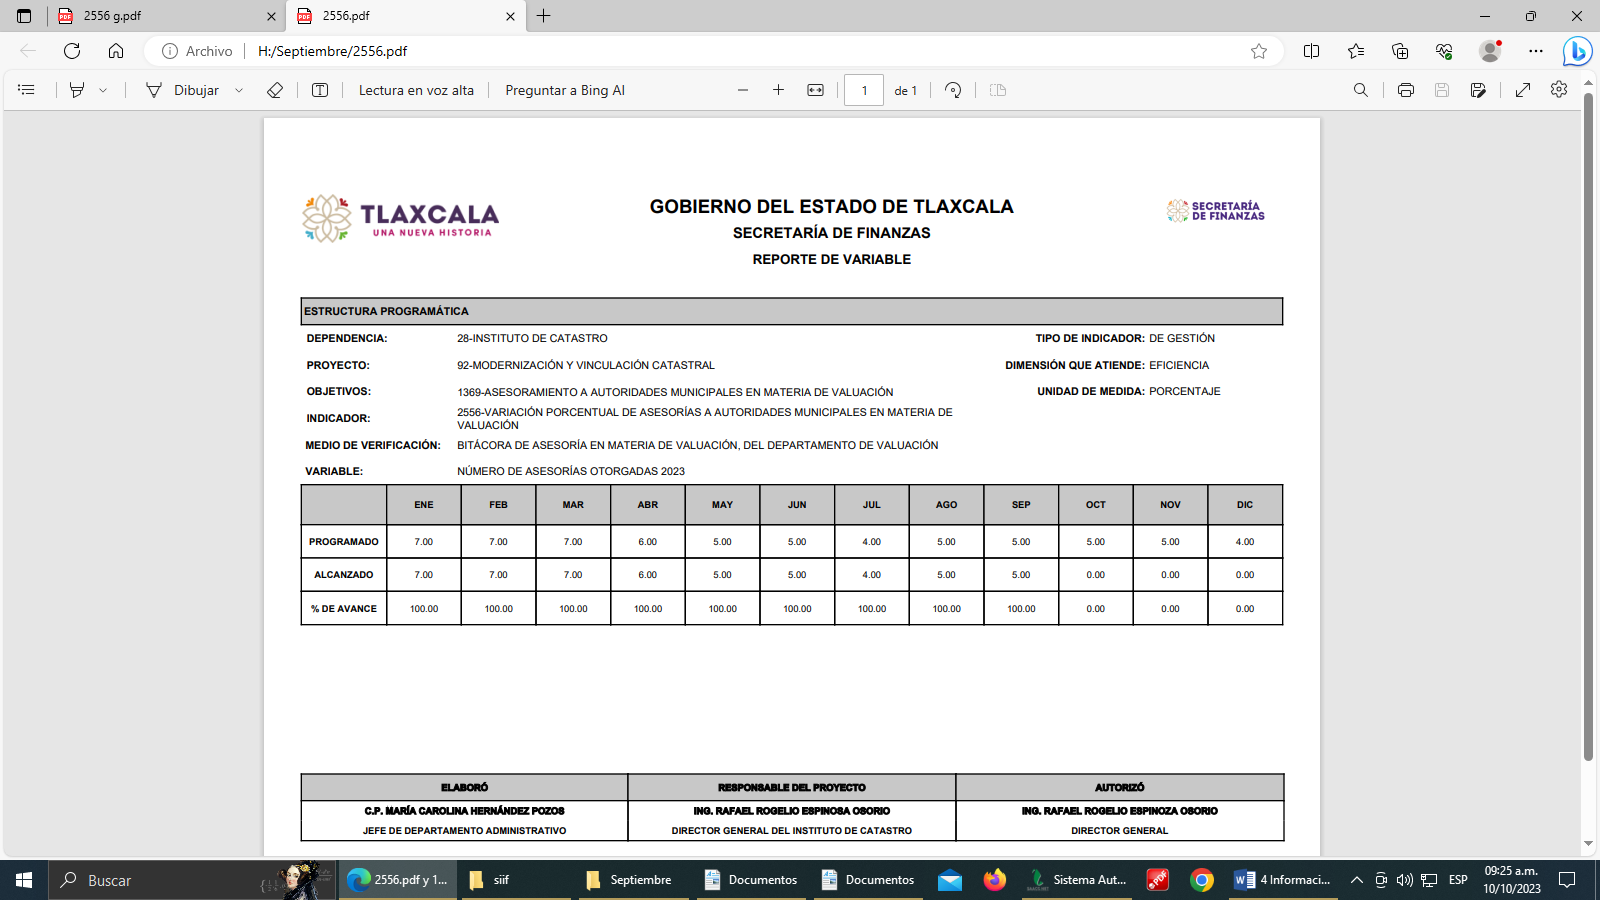 2556 g.pdf
2556.pdf
Archivo
H:/Septiembre/2556.pdf
Dibujar
Lectura en voz alta
Preguntar a Bing AI
1
de 1
TLAXCALA
UNA NUEVA HISTORIA
GOBIERNO DEL ESTADO DE TLAXCALA
SECRETARÍA DE FINANZAS
REPORTE DE VARIABLE
SECRETARÍA
DE FINANZAS
ESTRUCTURA PROGRAMÁTICA
DEPENDENCIA: 28-INSTITUTO DE CATASTRO TIPO DE INDICADOR: DE GESTIÓN
PROYECTO: 92-MODERNIZACIÓN Y VINCULACIÓN CATASTRAL DIMENSIÓN QUE ATIENDE: EFICIENCIA
OBJETIVOS: 1369-ASESORAMIENTO A AUTORIDADES MUNICIPALES EN MATERIA DE VALUACIÓN UNIDAD DE MEDIDA: PORCENTAJE
INDICADOR: 2556-VARIACIÓN PORCENTUAL DE ASESORÍAS A AUTORIDADES MUNICIPALES EN MATERIA DE
VALUACIÓN
MEDIO DE VERIFICACIÓN: BITÁCORA DE ASESORÍA EN MATERIA DE VALUACIÓN, DEL DEPARTAMENTO DE VALUACIÓN
VARIABLE: NÚMERO DE ASESORÍAS OTORGADAS 2023
ENE FEB MAR ABR MAY JUN JUL AGO SEP OCT NOV DIC
PROGRAMADO 7.00 7.00 7.00 6.00 5.00 5.00 4.00 5.00 5.00 5.00 5.00 4.00
ALCANZADO 7.00 7.00 7.00 6.00 5.00 5.00 4.00 5.00 5.00 0.00 0.00 0.00
% DE AVANCE 100.00 100.00 100.00 100.00 100.00 100.00 100.00 100.00 100.00 0.00 0.00 0.00
ELABORÓ RESPONSABLE DEL PROYECTO AUTORIZÓ
C.P. MARÍA CAROLINA HERNÁNDEZ POZOS ING. RAFAEL ROGELIO ESPINOSA OSORIO ING. RAFAEL ROGELIO ESPINOZA OSORIO
JEFE DE DEPARTAMENTO ADMINISTRATIVO DIRECTOR GENERAL DEL INSTITUTO DE CATASTRO DIRECTOR GENERAL
Buscar
2556.pdf y 1...
siif
Septiembre
Documentos
Documentos
Sistema Aut...
4 Informaci...
ESP
09:25 a.m.
10/10/2023